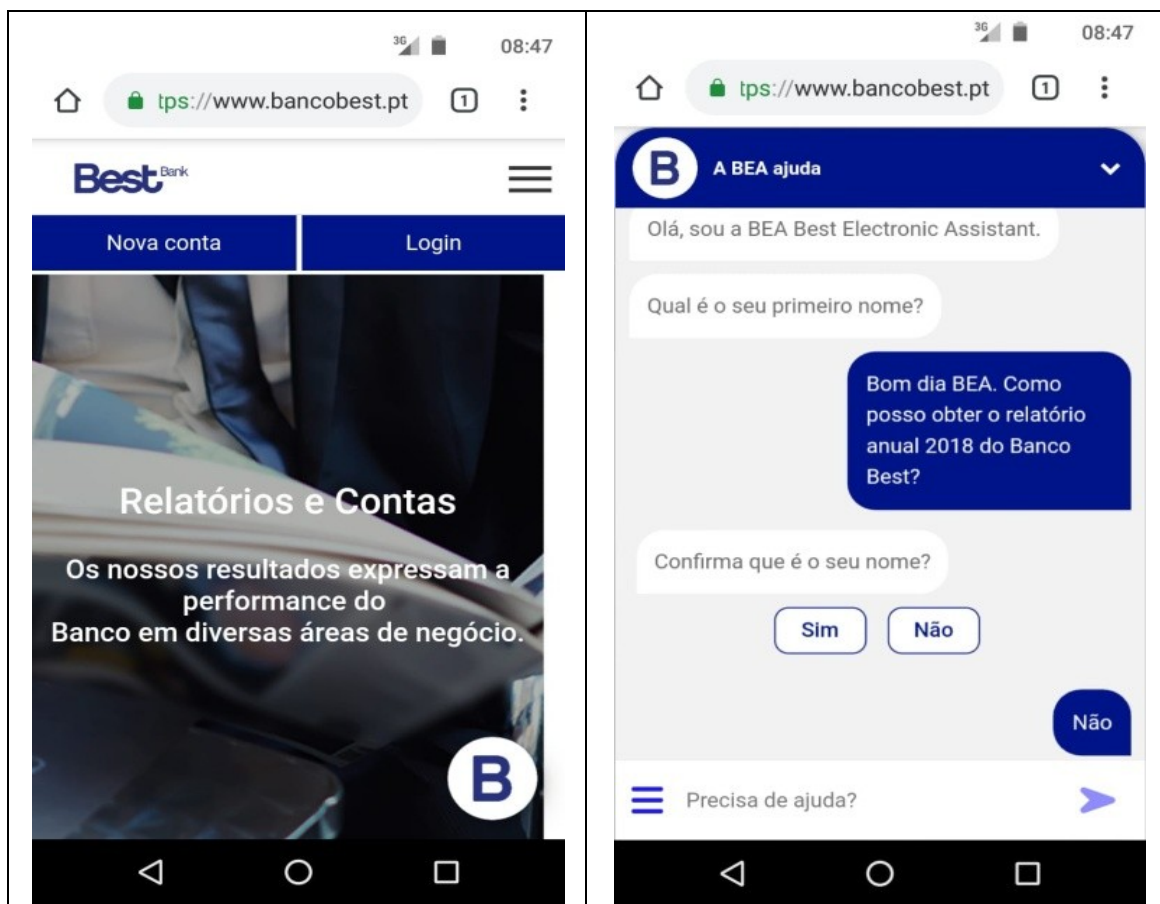 3G 08:47
tps://www.bancobest.pt 1
Best Bank
Nova conta Login
Relatórios e Contas
Os nossos resultados expressam a
performance do
Banco em diversas áreas de negócio.
B
3G 08:47
tps://www.bancobest.pt 1
B A BEA ajuda
Olá, sou a BEA Best Electronic Assistant.
Qual é o seu primeiro nome?
Bom dia BEA. Como
posso obter o relatório
anual 2018 do Banco
Best?
Confirma que é o seu nome?
Sim Não
Não
Precisa de ajuda?